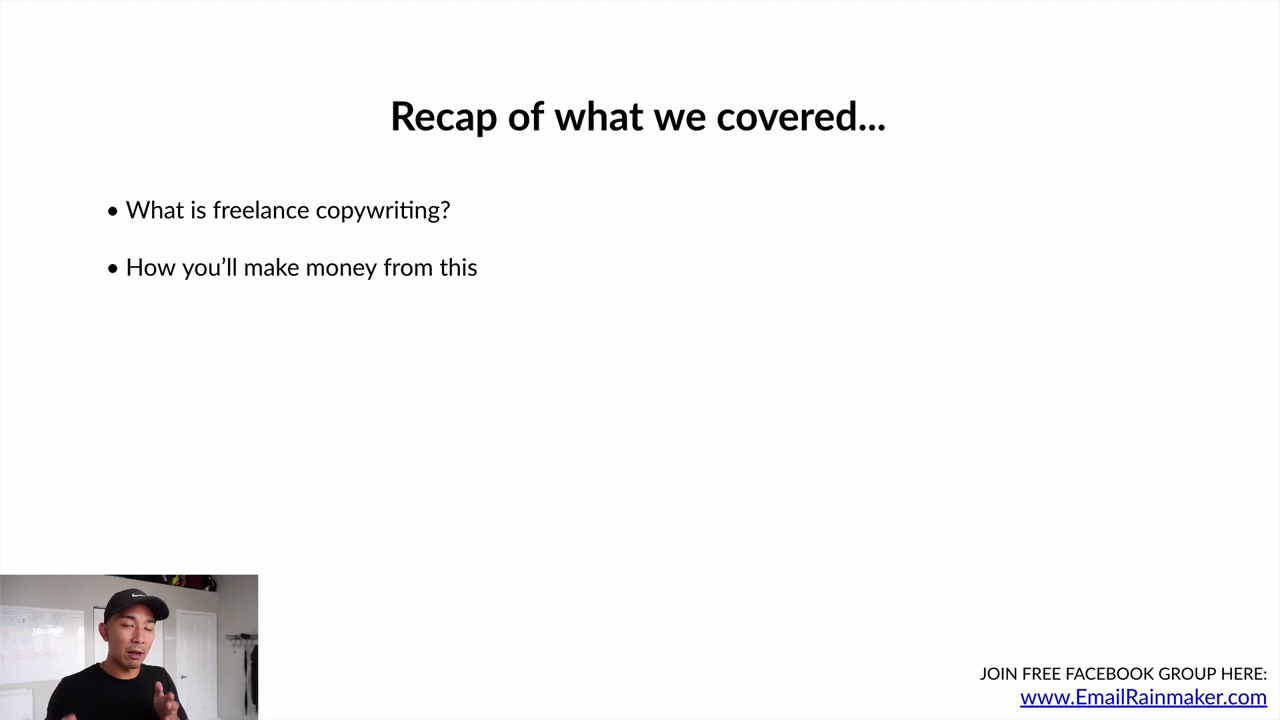 Recap of what we covered...
• What is freelance copywriting?
• How you’ll make money from this
JOIN FREE FACEBOOK GROUP HERE:
www.EmailRainmaker.com